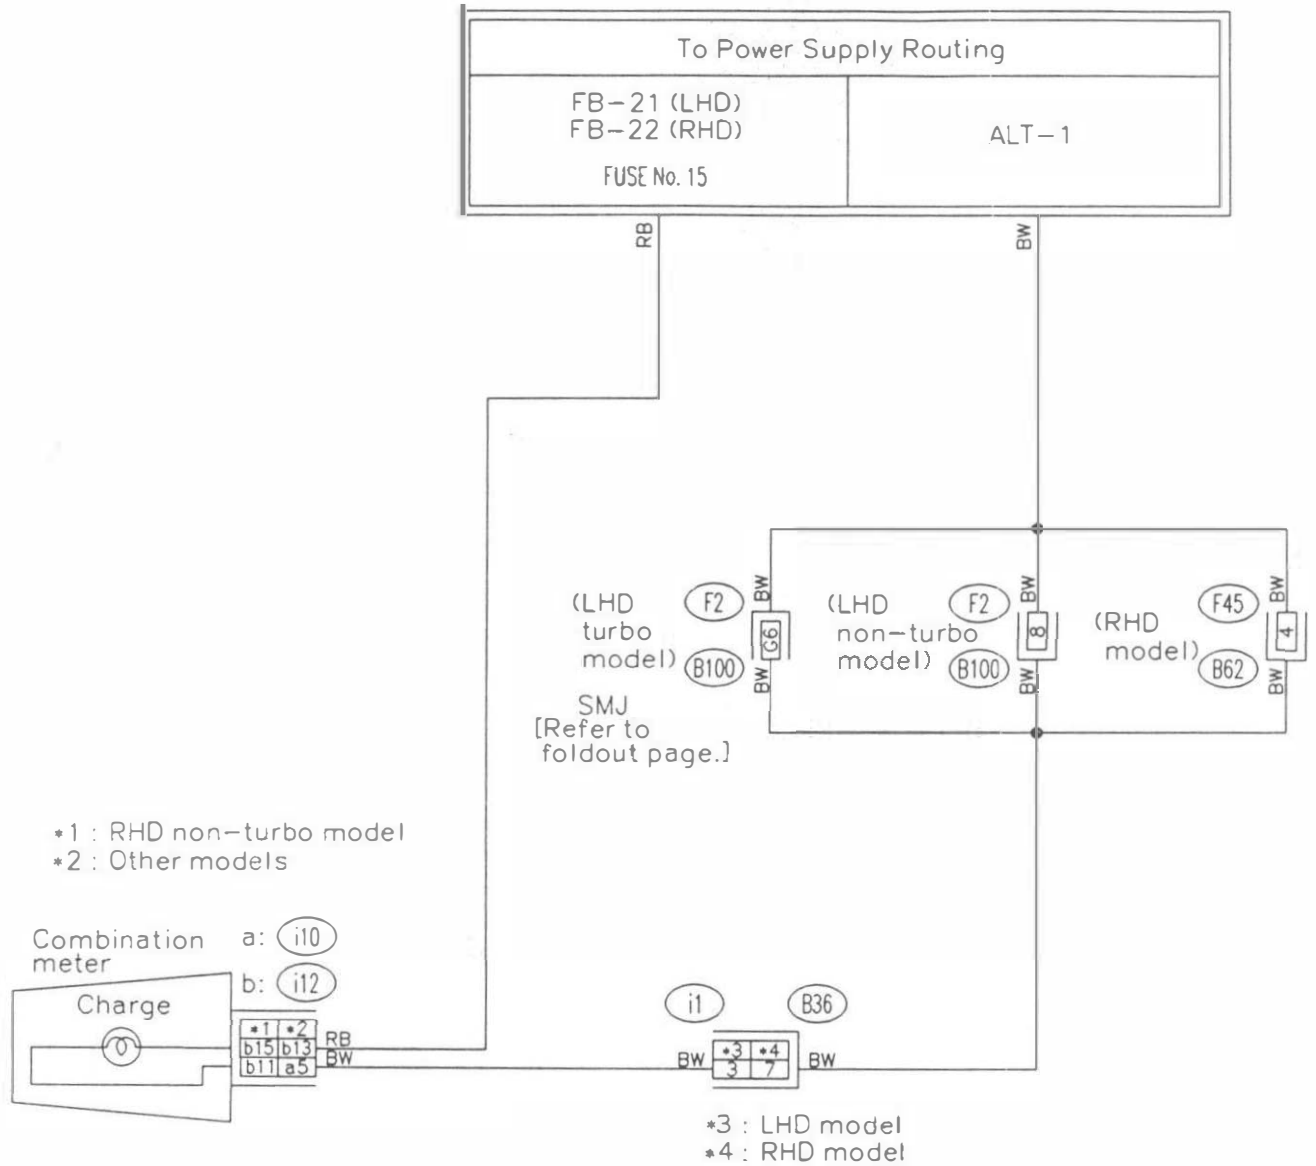 To Power Supply Routing
FB-21 (LHD)
FB-22 (RHD)
FUSE No. 15
ALT-1
RB
BW
(LHD
turbo
model)
F2
B100
BW
G6
BW
SMJ
[Refer to
foldout page.]
(LHD
non-turbo
model)
F2
B100
BW
8
BW
(RHD
model)
F45
B62
BW
4
BW
*1 : RHD non-turbo model
*2 : Other models
Combination
meter
a: i10
b: i12
Charge
*1 *2
b15 b13
b11 a5
RB
BW
i1
B36
BW
*3 *4
3 7
BW
*3 : LHD model
*4 : RHD model